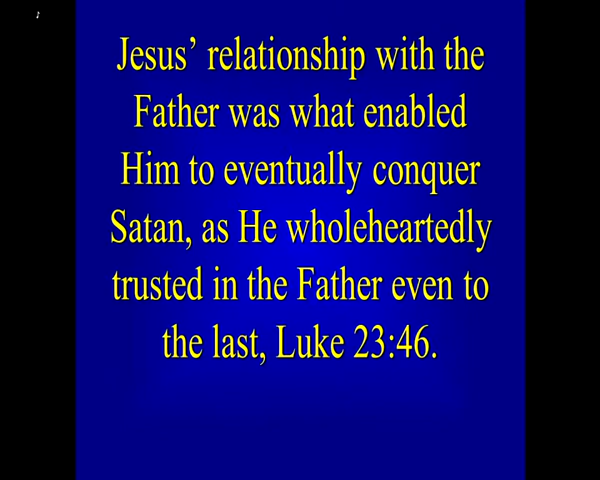 Jesus’ relationship with the
Father was what enabled
Him to eventually conquer
Satan, as He wholeheartedly
trusted in the Father even to
the last, Luke 23:46.